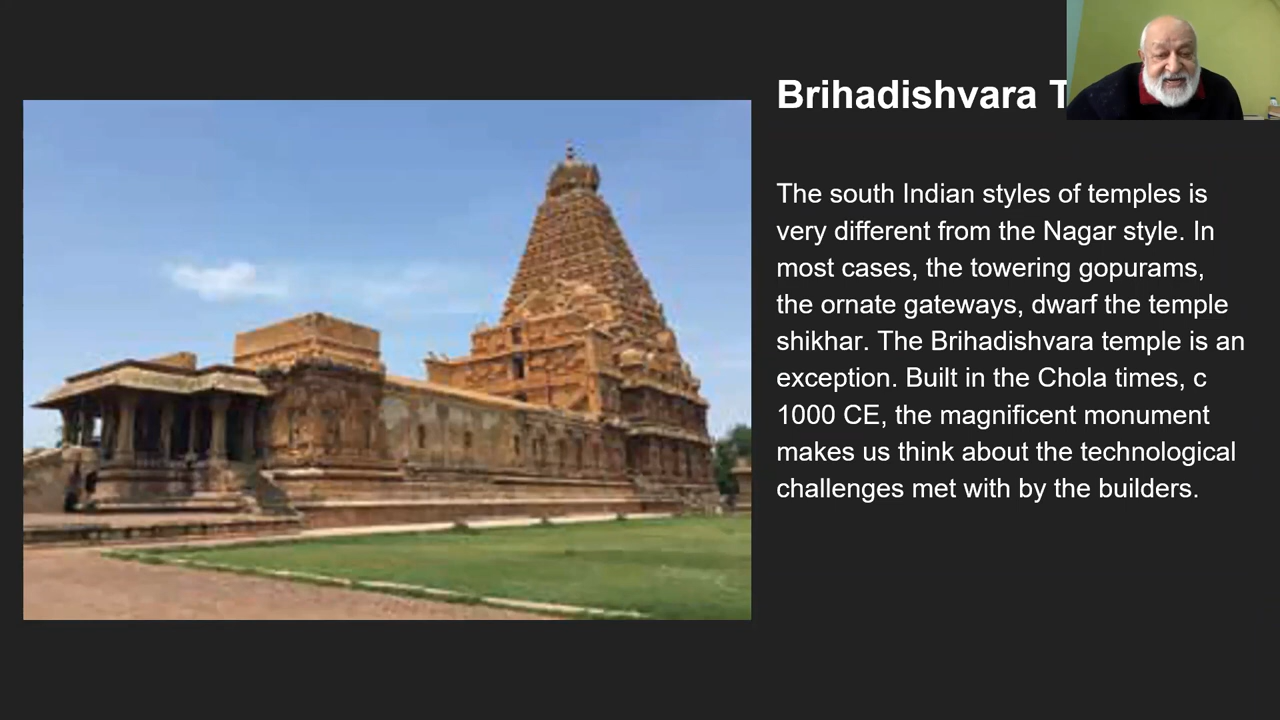 Brihadishvara T
The south Indian styles of temples is
very different from the Nagar style. In
most cases, the towering gopurams,
the ornate gateways, dwarf the temple
shikhar. The Brihadishvara temple is an
exception. Built in the Chola times, c
1000 CE, the magnificent monument
makes us think about the technological
challenges met with by the builders.